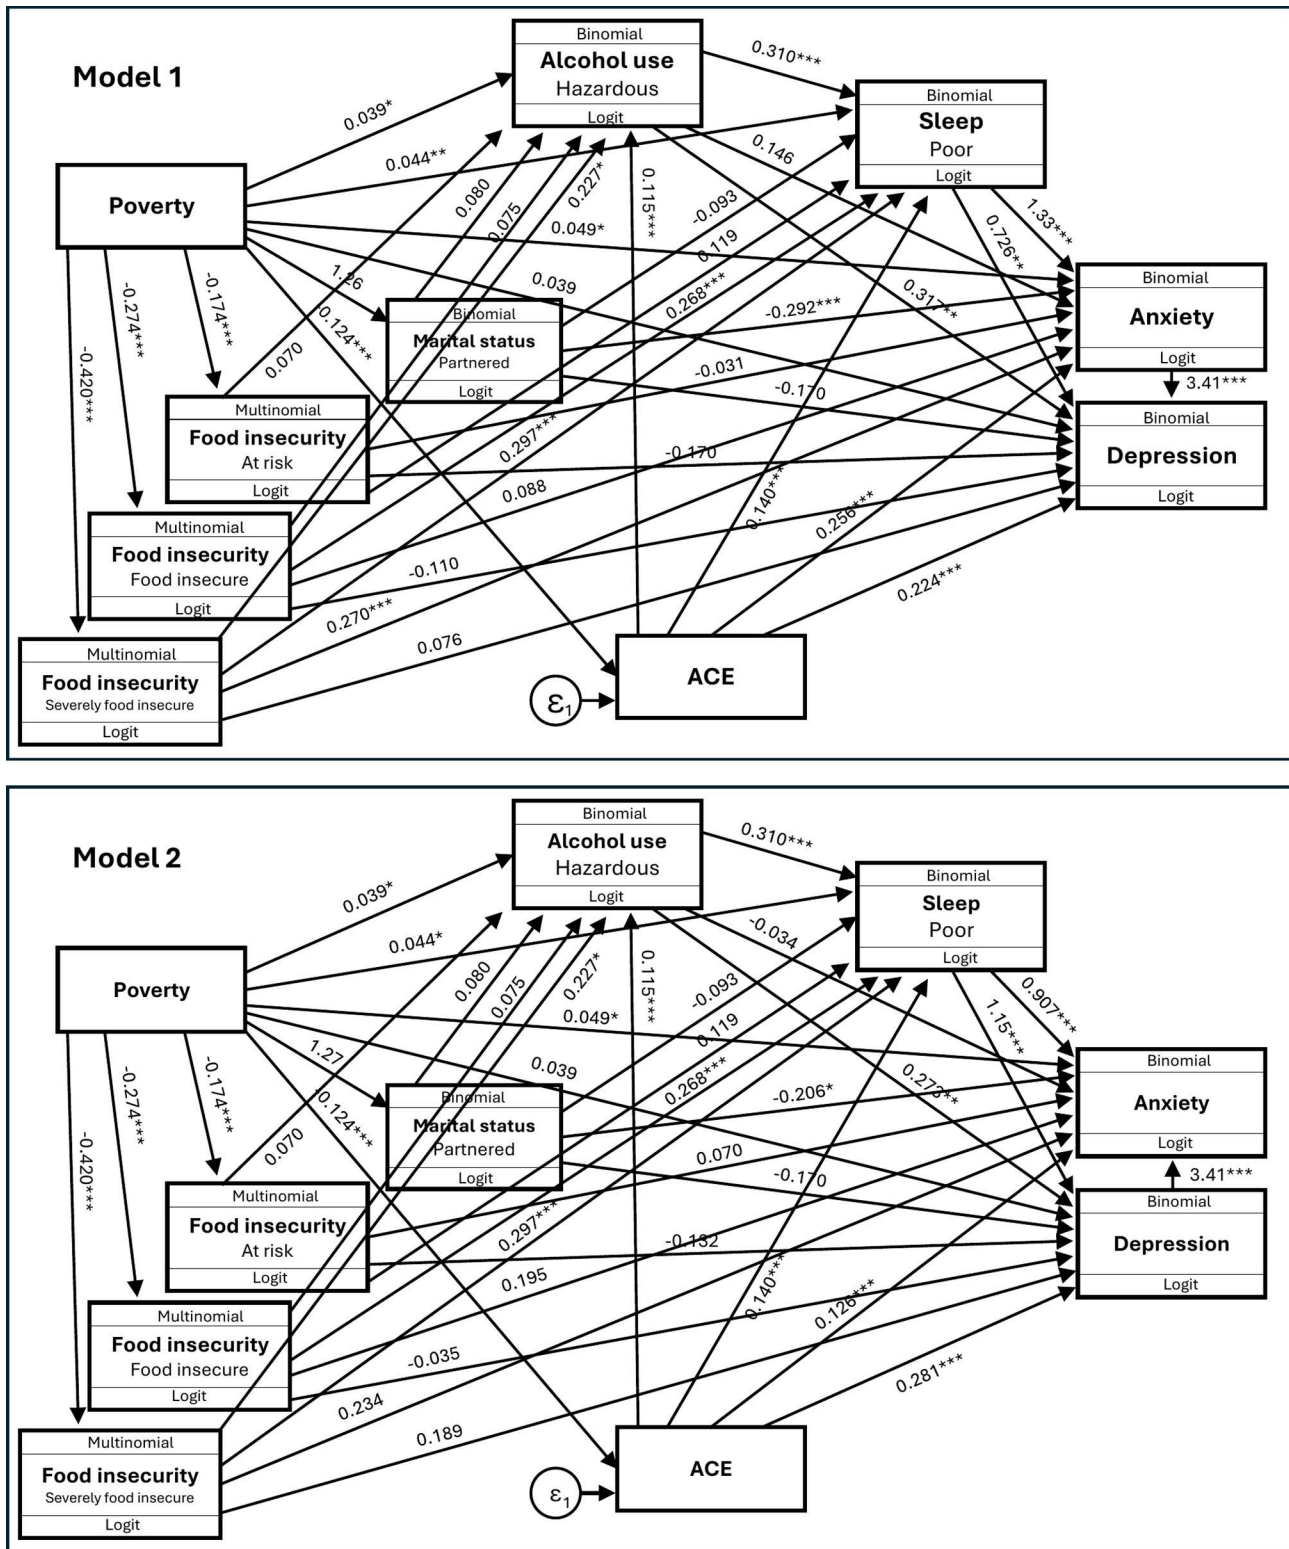 Model 1
Binomial
Alcohol use
Hazardous
Logit
0.310***
Binomial
Sleep
Poor
Logit
0.039*
0.044**
Poverty
0.080
0.075
0.227*
0.115***
0.146
-0.093
0.119
0.268***
0.049*
0.039
1.33***
0.726**
1.26
0.124***
-0.174***
-0.274***
-0.420***
0.070
Binomial
Marital status
Partnered
Logit
-0.292***
0.317**
-0.031
-0.170
Binomial
Anxiety
Logit
3.41***
Binomial
Depression
Logit
Multinomial
Food insecurity
At risk
Logit
0.297***
-0.170
0.088
0.140***
0.256***
Multinomial
Food insecurity
Food insecure
Logit
-0.110
0.270***
0.076
0.224***
Multinomial
Food insecurity
Severely food insecure
Logit
ε1
ACE
Model 2
Binomial
Alcohol use
Hazardous
Logit
0.310***
Binomial
Sleep
Poor
Logit
0.039*
0.044*
Poverty
0.080
0.075
0.227*
0.115***
-0.034
-0.093
0.119
0.268***
0.049*
0.039
0.907***
1.15***
1.27
0.124***
-0.174***
-0.274***
-0.420***
0.070
Binomial
Marital status
Partnered
Logit
-0.206*
0.273**
0.070
-0.170
Binomial
Anxiety
Logit
3.41***
Binomial
Depression
Logit
Multinomial
Food insecurity
At risk
Logit
0.297***
-0.132
0.195
0.140***
0.126***
Multinomial
Food insecurity
Food insecure
Logit
-0.035
0.234
0.189
0.281***
Multinomial
Food insecurity
Severely food insecure
Logit
ε1
ACE